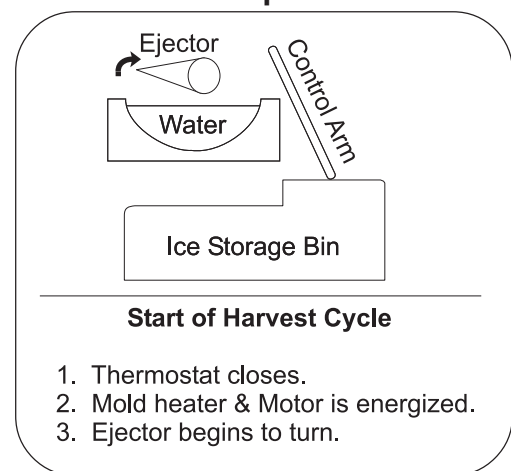 Ejector
Control Arm
Water
Ice Storage Bin
Start of Harvest Cycle
1. Thermostat closes.
2. Mold heater & Motor is energized.
3. Ejector begins to turn.